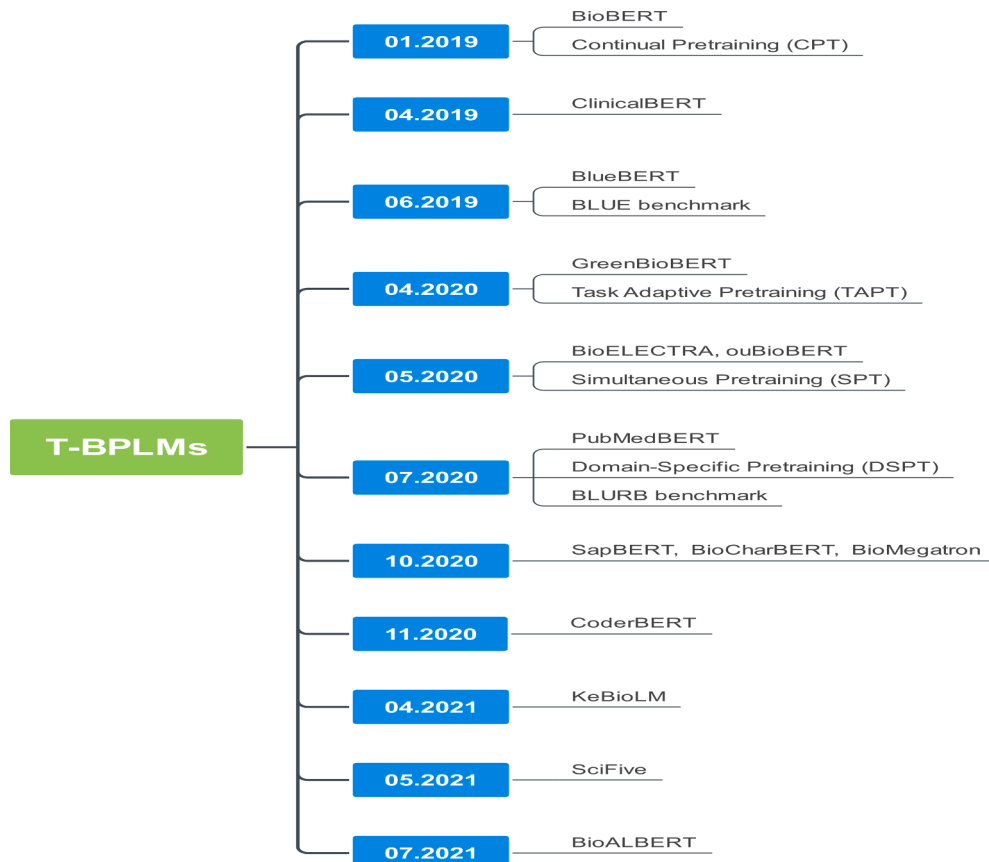 01.2019
BioBERT
Continual Pretraining (CPT)
04.2019
ClinicalBERT
06.2019
BlueBERT
BLUE benchmark
04.2020
GreenBioBERT
Task Adaptive Pretraining (TAPT)
05.2020
BioELECTRA, ouBioBERT
Simultaneous Pretraining (SPT)
T-BPLMs
07.2020
PubMedBERT
Domain-Specific Pretraining (DSPT)
BLURB benchmark
10.2020
SapBERT, BioCharBERT, BioMegatron
11.2020
CoderBERT
04.2021
KeBioLM
05.2021
SciFive
07.2021
BioALBERT